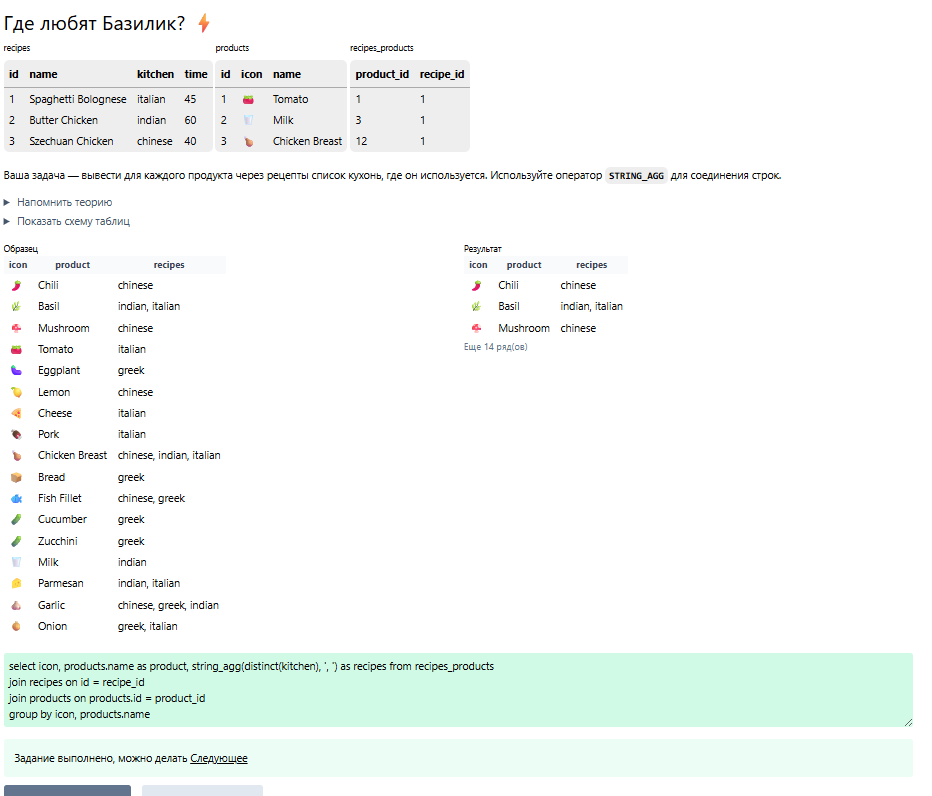 Где любят Базилик? ⚡
recipes
id name kitchen time
1 Spaghetti Bolognese italian 45
2 Butter Chicken indian 60
3 Szechuan Chicken chinese 40
products
id icon name
1 Tomato
2 Milk
3 Chicken Breast
recipes_products
product_id recipe_id
1 1
3 1
12 1
Ваша задача — вывести для каждого продукта через рецепты список кухонь, где он используется. Используйте оператор STRING_AGG для соединения строк.
Напомнить теорию
Показать схему таблиц
Образец
icon product recipes
Chili chinese
Basil indian, italian
Mushroom chinese
Tomato italian
Eggplant greek
Lemon chinese
Cheese italian
Pork italian
Chicken Breast chinese, indian, italian
Bread greek
Fish Fillet chinese, greek
Cucumber greek
Zucchini greek
Milk indian
Parmesan indian, italian
Garlic chinese, greek, indian
Onion greek, italian
Результат
icon product recipes
Chili chinese
Basil indian, italian
Mushroom chinese
Еще 14 ряд(ов)
select icon, products.name as product, string_agg(distinct(kitchen), ', ') as recipes from recipes_products
join recipes on id = recipe_id
join products on products.id = product_id
group by icon, products.name
Задание выполнено, можно делать Следующее